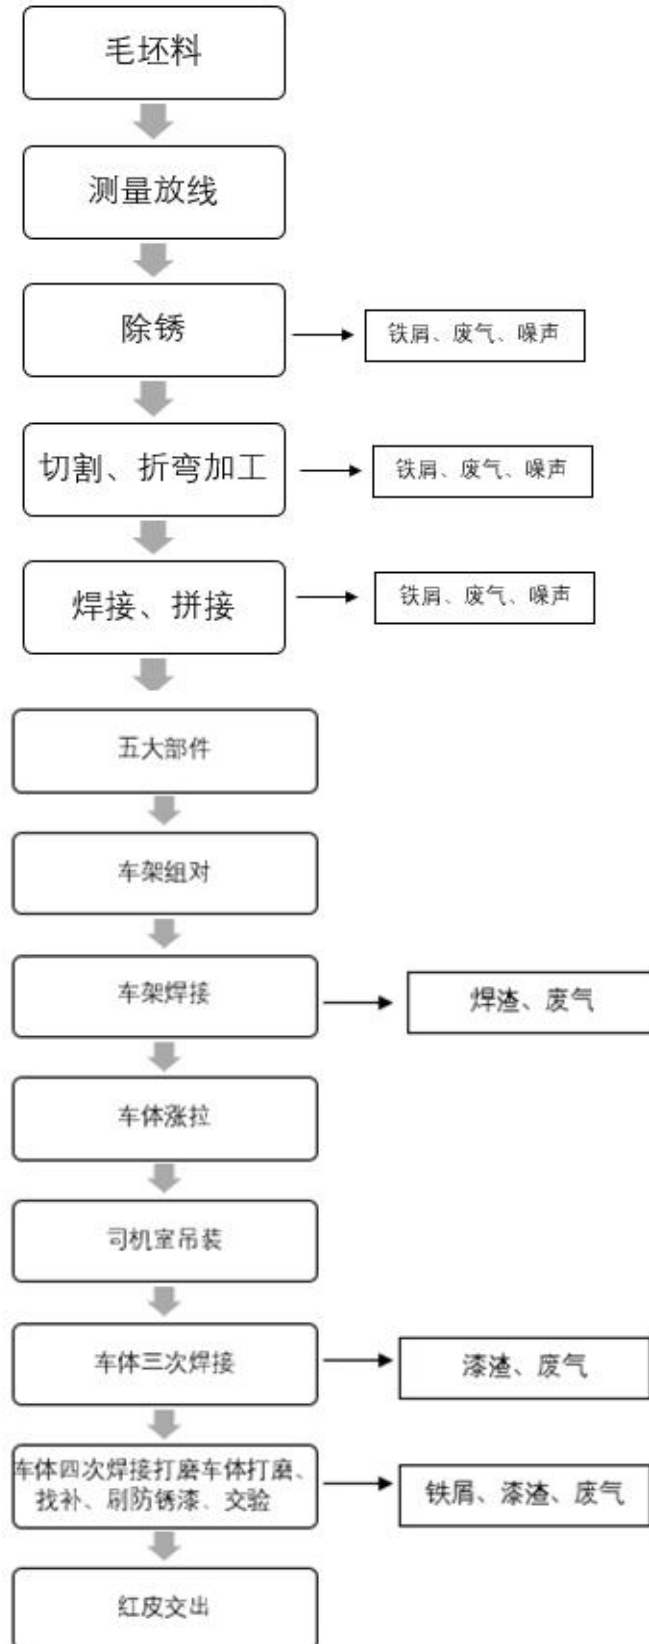 毛坯料
测量放线
除锈
铁屑、废气、噪声
切割、折弯加工
铁屑、废气、噪声
焊接、拼接
铁屑、废气、噪声
五大部件
车架组对
车架焊接
焊渣、废气
车体涨拉
司机室吊装
车体三次焊接
漆渣、废气
车体四次焊接打磨车体打磨、
找补、刷防锈漆、交验
铁屑、漆渣、废气
红皮交出